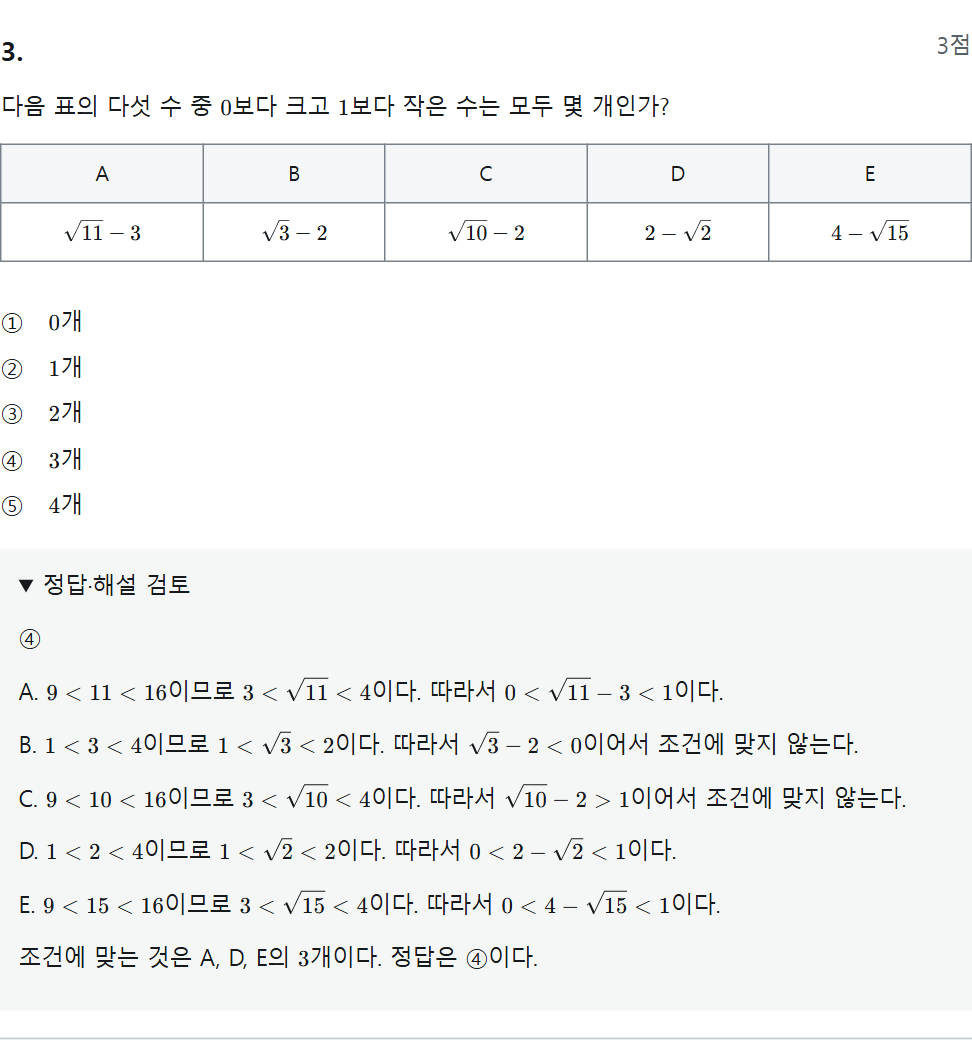 3.
3점
다음 표의 다섯 수 중 0보다 크고 1보다 작은 수는 모두 몇 개인가?
A B C D E
√11 − 3 √3 − 2 √10 − 2 2 − √2 4 − √15
① 0개
② 1개
③ 2개
④ 3개
⑤ 4개
▼ 정답·해설 검토
④
A. 9 < 11 < 16이므로 3 < √11 < 4이다. 따라서 0 < √11 − 3 < 1이다.
B. 1 < 3 < 4이므로 1 < √3 < 2이다. 따라서 √3 − 2 < 0이어서 조건에 맞지 않는다.
C. 9 < 10 < 16이므로 3 < √10 < 4이다. 따라서 √10 − 2 > 1이어서 조건에 맞지 않는다.
D. 1 < 2 < 4이므로 1 < √2 < 2이다. 따라서 0 < 2 − √2 < 1이다.
E. 9 < 15 < 16이므로 3 < √15 < 4이다. 따라서 0 < 4 − √15 < 1이다.
조건에 맞는 것은 A, D, E의 3개이다. 정답은 ④이다.